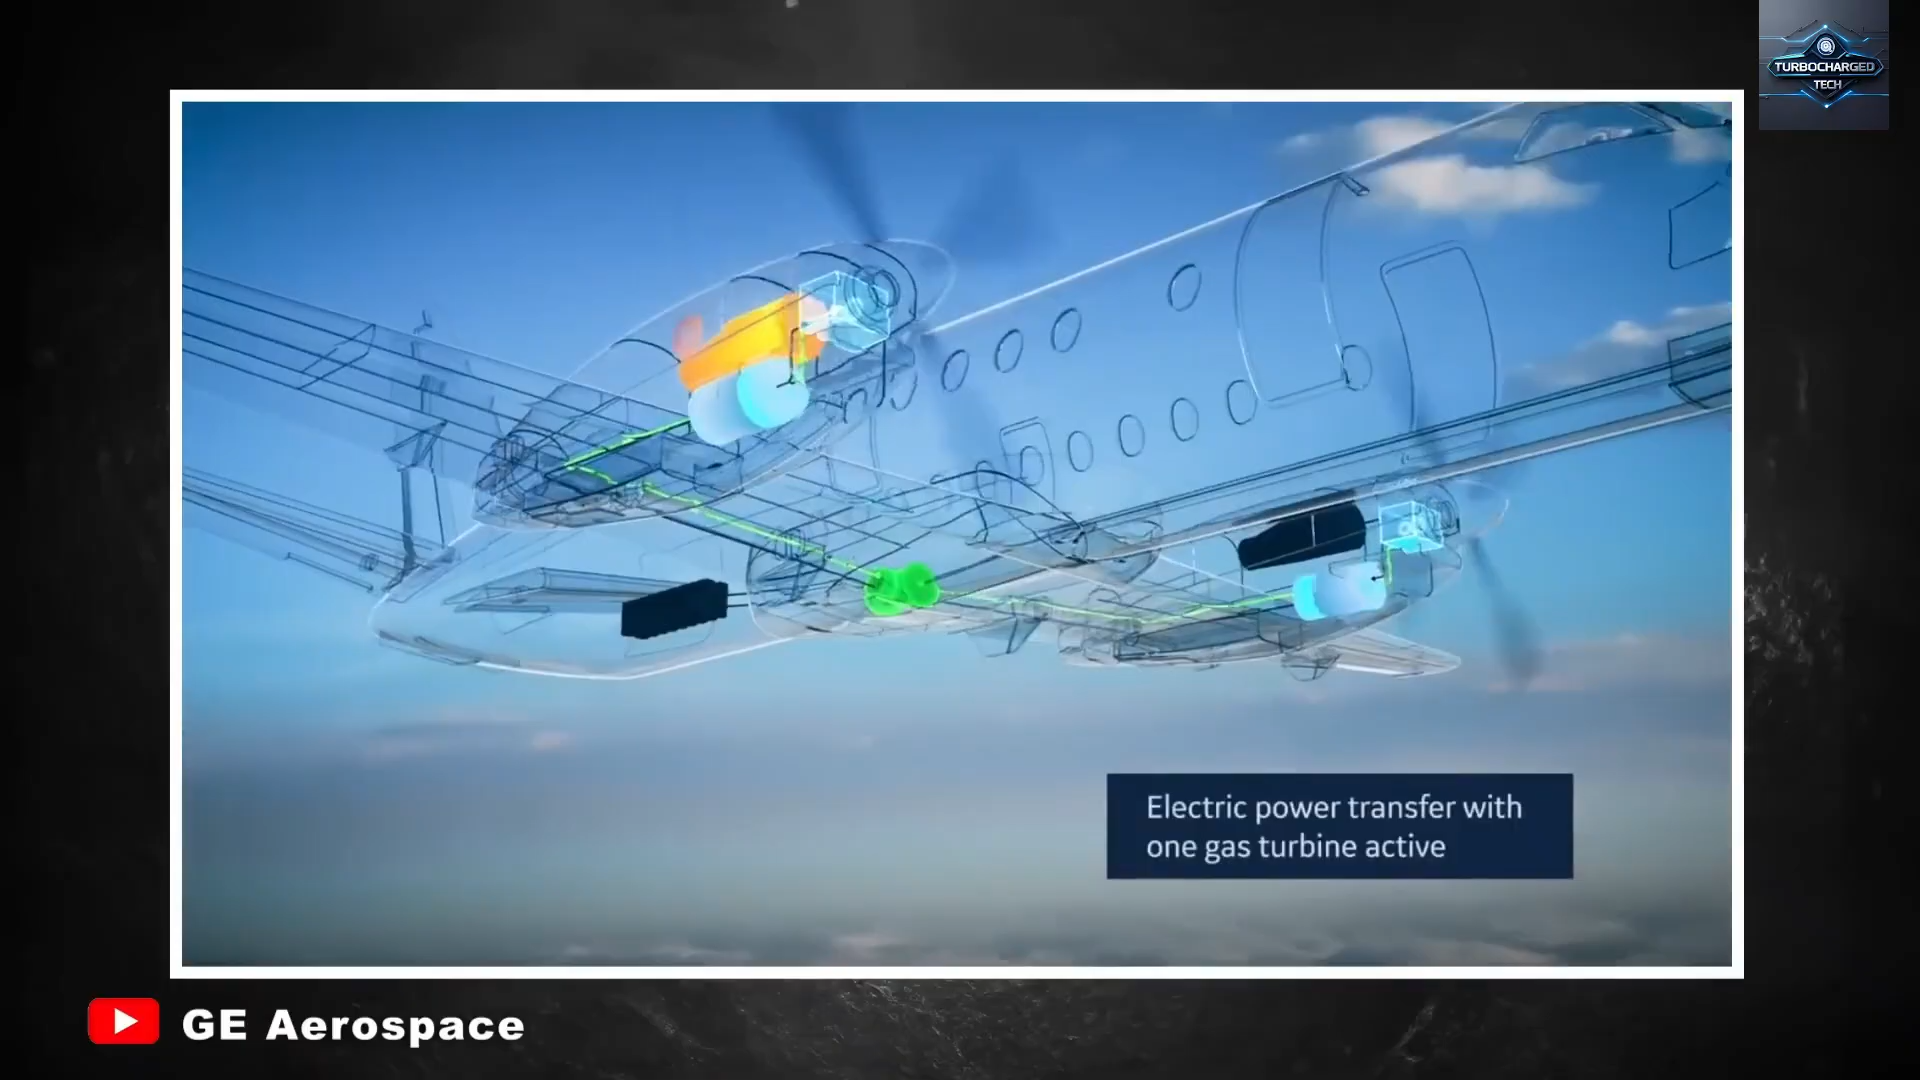 TURBOCHARGED
TECH
Electric power transfer with
one gas turbine active
GE Aerospace